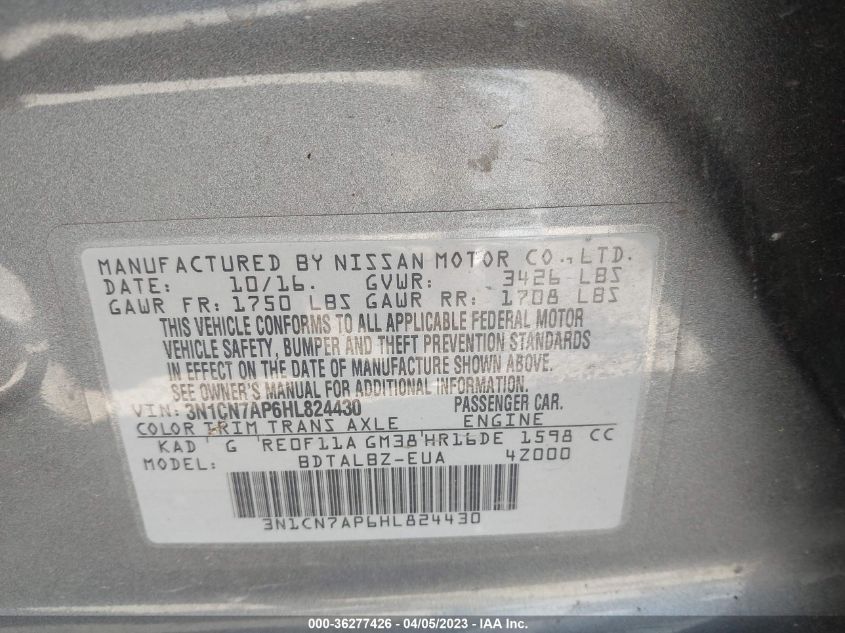 MANUFACTURED BY NISSAN MOTOR CO., LTD.
DATE: 10/16. GVWR: 3426 LBS
GAWR FR: 1750 LBS GAWR RR: 1708 LBS
THIS VEHICLE CONFORMS TO ALL APPLICABLE FEDERAL MOTOR
VEHICLE SAFETY, BUMPER AND THEFT PREVENTION STANDARDS
IN EFFECT ON THE DATE OF MANUFACTURE SHOWN ABOVE.
SEE OWNER'S MANUAL FOR ADDITIONAL INFORMATION
VIN: 3N1CN7AP6HL824430 PASSENGER CAR.
COLOR TRIM TRANS AXLE ENGINE
KAD G RE0F11A GM38 HR16DE 1598 CC
MODEL: BDTALBZ-EUA 4Z000
3N1CN7AP6HL824430
000-36277426 - 04/05/2023 - IAA Inc.